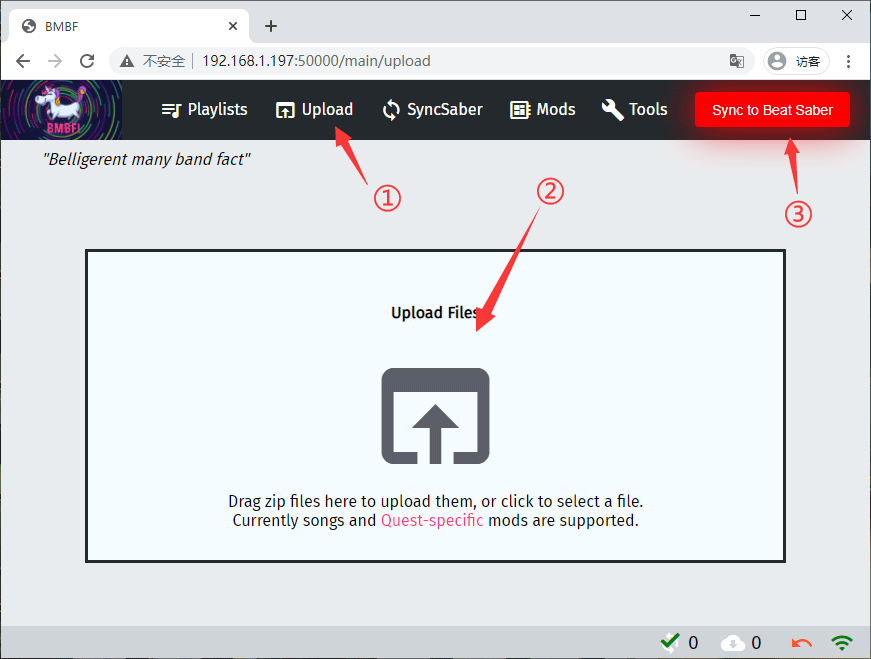 BMBF
不安全
192.168.1.197:50000/main/upload
访客
BMBF!
Playlists
Upload
SyncSaber
Mods
Tools
Sync to Beat Saber
"Belligerent many band fact"
①
②
③
Upload Files
Drag zip files here to upload them, or click to select a file.
Currently songs and Quest-specific mods are supported.
0
0